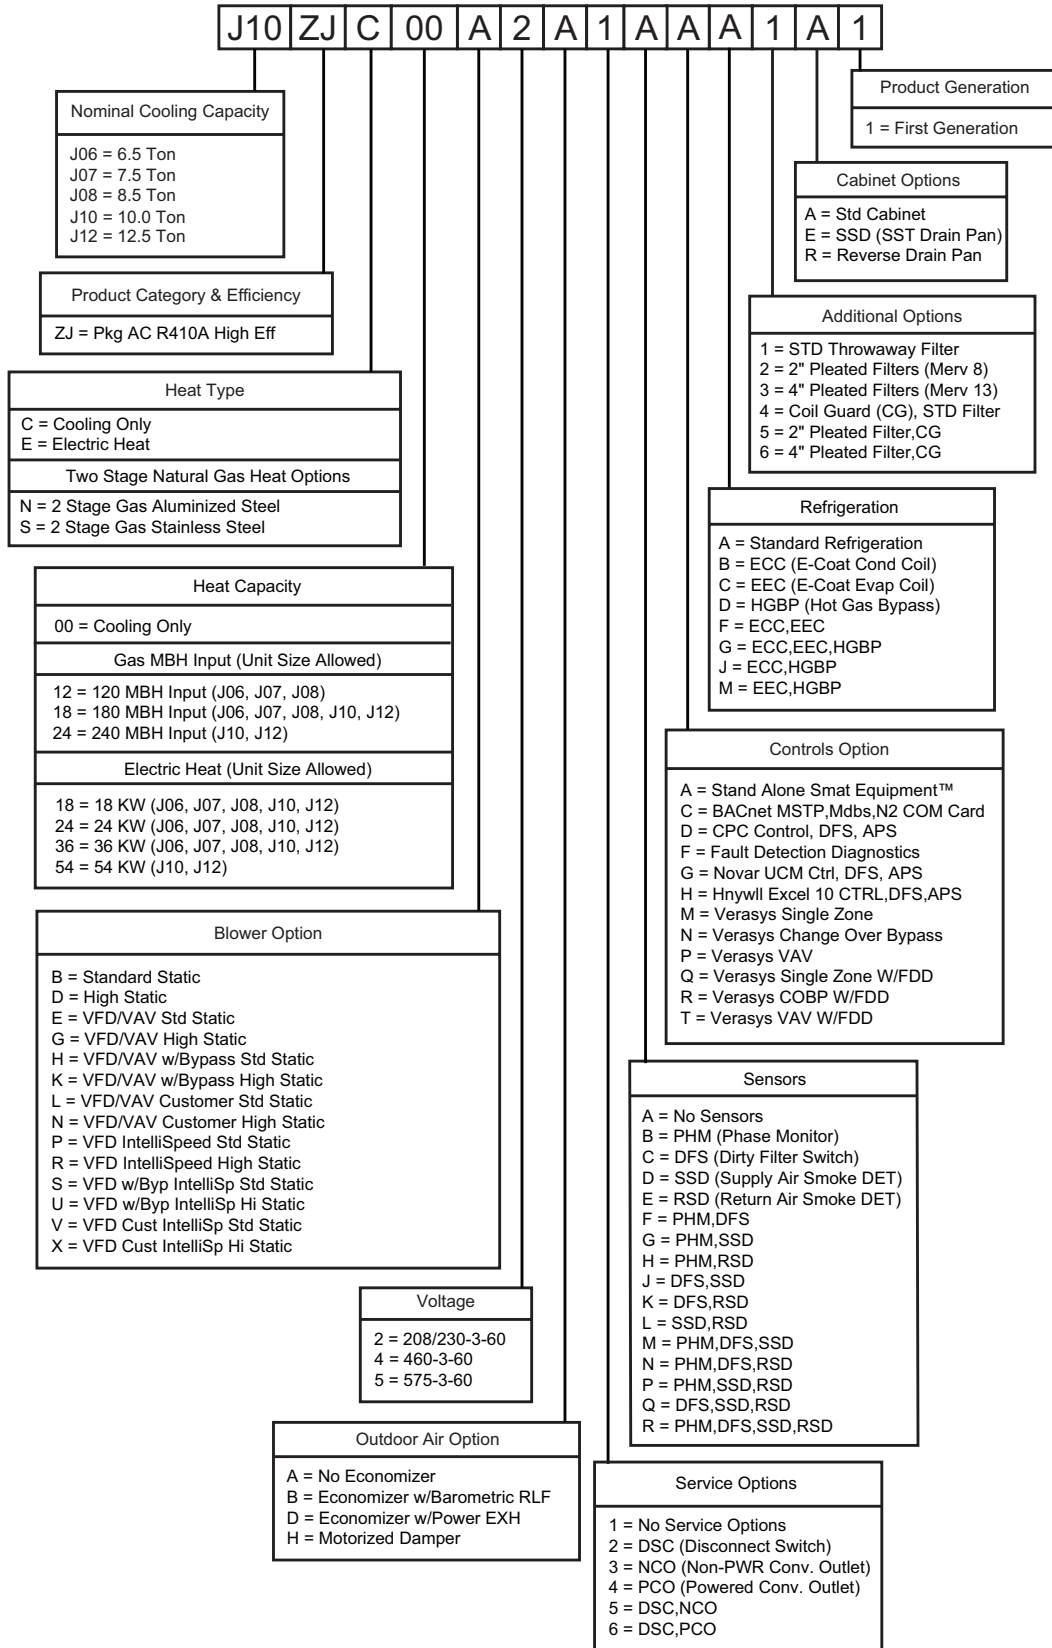 J10 ZJ C 00 A 2 A 1 A A A 1 A 1
Nominal Cooling Capacity
J06 = 6.5 Ton
J07 = 7.5 Ton
J08 = 8.5 Ton
J10 = 10.0 Ton
J12 = 12.5 Ton
Product Category & Efficiency
ZJ = Pkg AC R410A High Eff
Heat Type
C = Cooling Only
E = Electric Heat
Two Stage Natural Gas Heat Options
N = 2 Stage Gas Aluminized Steel
S = 2 Stage Gas Stainless Steel
Heat Capacity
00 = Cooling Only
Gas MBH Input (Unit Size Allowed)
12 = 120 MBH Input (J06, J07, J08)
18 = 180 MBH Input (J06, J07, J08, J10, J12)
24 = 240 MBH Input (J10, J12)
Electric Heat (Unit Size Allowed)
18 = 18 KW (J06, J07, J08, J10, J12)
24 = 24 KW (J06, J07, J08, J10, J12)
36 = 36 KW (J06, J07, J08, J10, J12)
54 = 54 KW (J10, J12)
Blower Option
B = Standard Static
D = High Static
E = VFD/VAV Std Static
G = VFD/VAV High Static
H = VFD/VAV w/Bypass Std Static
K = VFD/VAV w/Bypass High Static
L = VFD/VAV Customer Std Static
N = VFD/VAV Customer High Static
P = VFD IntelliSpeed Std Static
R = VFD IntelliSpeed High Static
S = VFD w/Byp IntelliSp Std Static
U = VFD w/Byp IntelliSp Hi Static
V = VFD Cust IntelliSp Std Static
X = VFD Cust IntelliSp Hi Static
Voltage
2 = 208/230-3-60
4 = 460-3-60
5 = 575-3-60
Outdoor Air Option
A = No Economizer
B = Economizer w/Barometric RLF
D = Economizer w/Power EXH
H = Motorized Damper
Service Options
1 = No Service Options
2 = DSC (Disconnect Switch)
3 = NCO (Non-PWR Conv. Outlet)
4 = PCO (Powered Conv. Outlet)
5 = DSC,NCO
6 = DSC,PCO
Sensors
A = No Sensors
B = PHM (Phase Monitor)
C = DFS (Dirty Filter Switch)
D = SSD (Supply Air Smoke DET)
E = RSD (Return Air Smoke DET)
F = PHM,DFS
G = PHM,SSD
H = PHM,RSD
J = DFS,SSD
K = DFS,RSD
L = SSD,RSD
M = PHM,DFS,SSD
N = PHM,DFS,RSD
P = PHM,SSD,RSD
Q = DFS,SSD,RSD
R = PHM,DFS,SSD,RSD
Controls Option
A = Stand Alone Smat Equipment™
C = BACnet MSTP,Mdbs,N2 COM Card
D = CPC Control, DFS, APS
F = Fault Detection Diagnostics
G = Novar UCM Ctrl, DFS, APS
H = Hnywll Excel 10 CTRL,DFS,APS
M = Verasys Single Zone
N = Verasys Change Over Bypass
P = Verasys VAV
Q = Verasys Single Zone W/FDD
R = Verasys COBP W/FDD
T = Verasys VAV W/FDD
Refrigeration
A = Standard Refrigeration
B = ECC (E-Coat Cond Coil)
C = EEC (E-Coat Evap Coil)
D = HGBP (Hot Gas Bypass)
F = ECC,EEC
G = ECC,EEC,HGBP
J = ECC,HGBP
M = EEC,HGBP
Additional Options
1 = STD Throwaway Filter
2 = 2" Pleated Filters (Merv 8)
3 = 4" Pleated Filters (Merv 13)
4 = Coil Guard (CG), STD Filter
5 = 2" Pleated Filter,CG
6 = 4" Pleated Filter,CG
Cabinet Options
A = Std Cabinet
E = SSD (SST Drain Pan)
R = Reverse Drain Pan
Product Generation
1 = First Generation